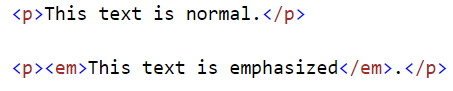 <p>This text is normal.</p>
<p><em>This text is emphasized</em>.</p>